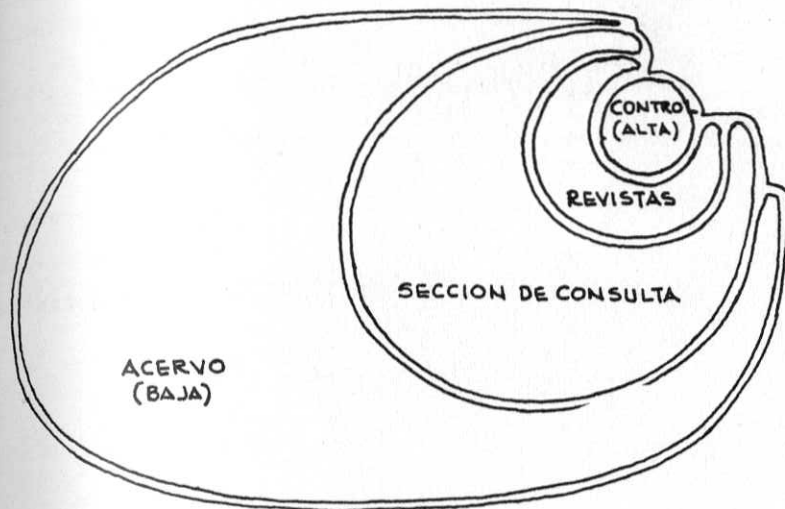 CONTROL
(ALTA)
REVISTAS
SECCION DE CONSULTA
ACERVO
(BAJA)